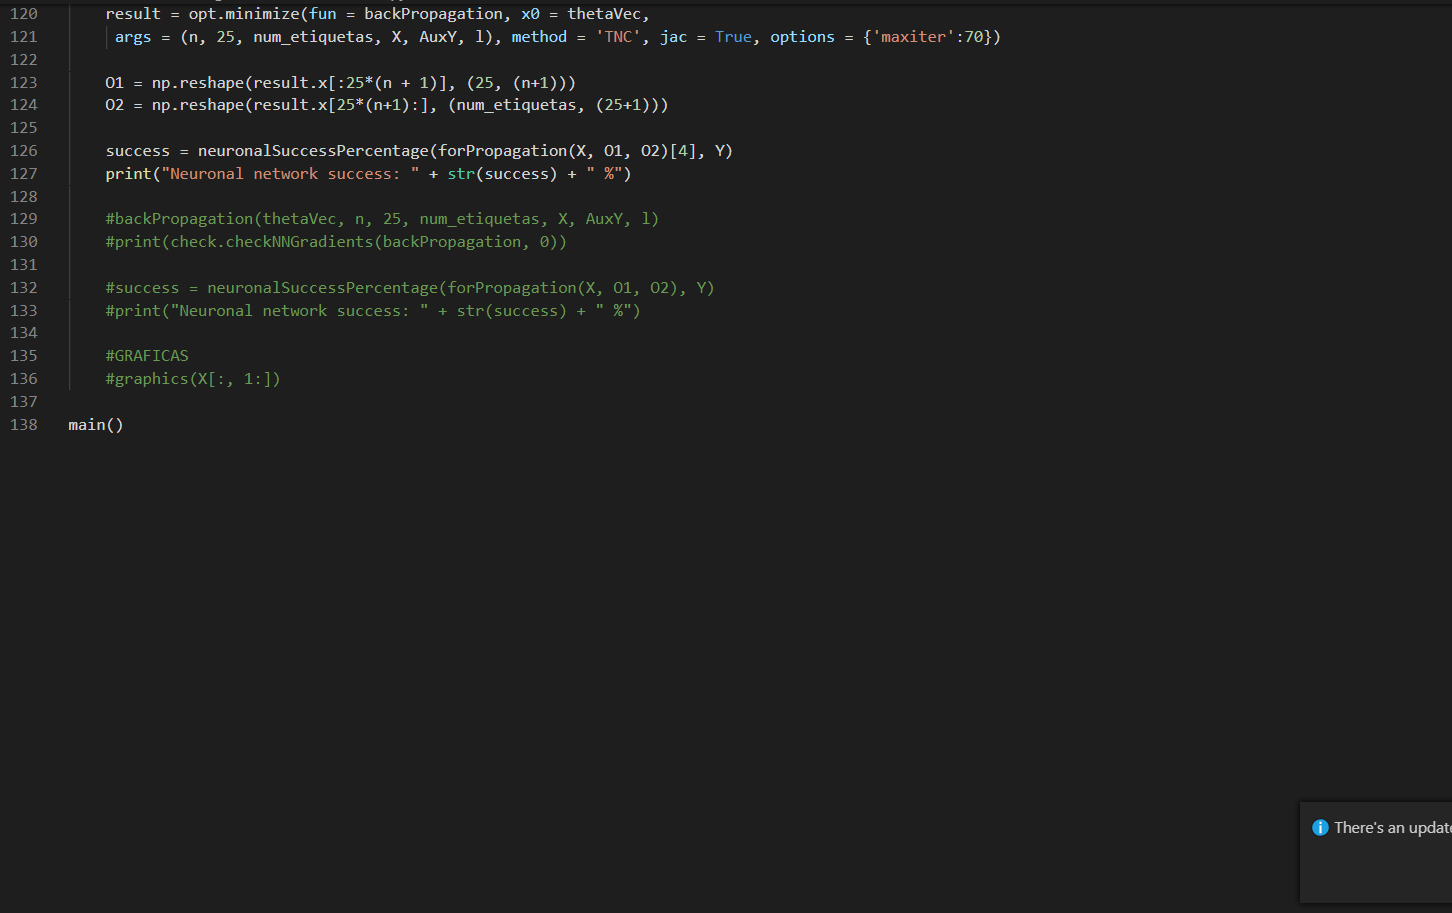 120 result = opt.minimize(fun = backPropagation, x0 = thetaVec,
121 args = (n, 25, num_etiquetas, X, AuxY, l), method = 'TNC', jac = True, options = {'maxiter':70})
122
123 O1 = np.reshape(result.x[:25*(n + 1)], (25, (n+1)))
124 O2 = np.reshape(result.x[25*(n+1):], (num_etiquetas, (25+1)))
125
126 success = neuronalSuccessPercentage(forPropagation(X, O1, O2)[4], Y)
127 print("Neuronal network success: " + str(success) + " %")
128
129 #backPropagation(thetaVec, n, 25, num_etiquetas, X, AuxY, l)
130 #print(check.checkNNGradients(backPropagation, 0))
131
132 #success = neuronalSuccessPercentage(forPropagation(X, O1, O2), Y)
133 #print("Neuronal network success: " + str(success) + " %")
134
135 #GRAFICAS
136 #graphics(X[:, 1:])
137
138 main()
There's an update